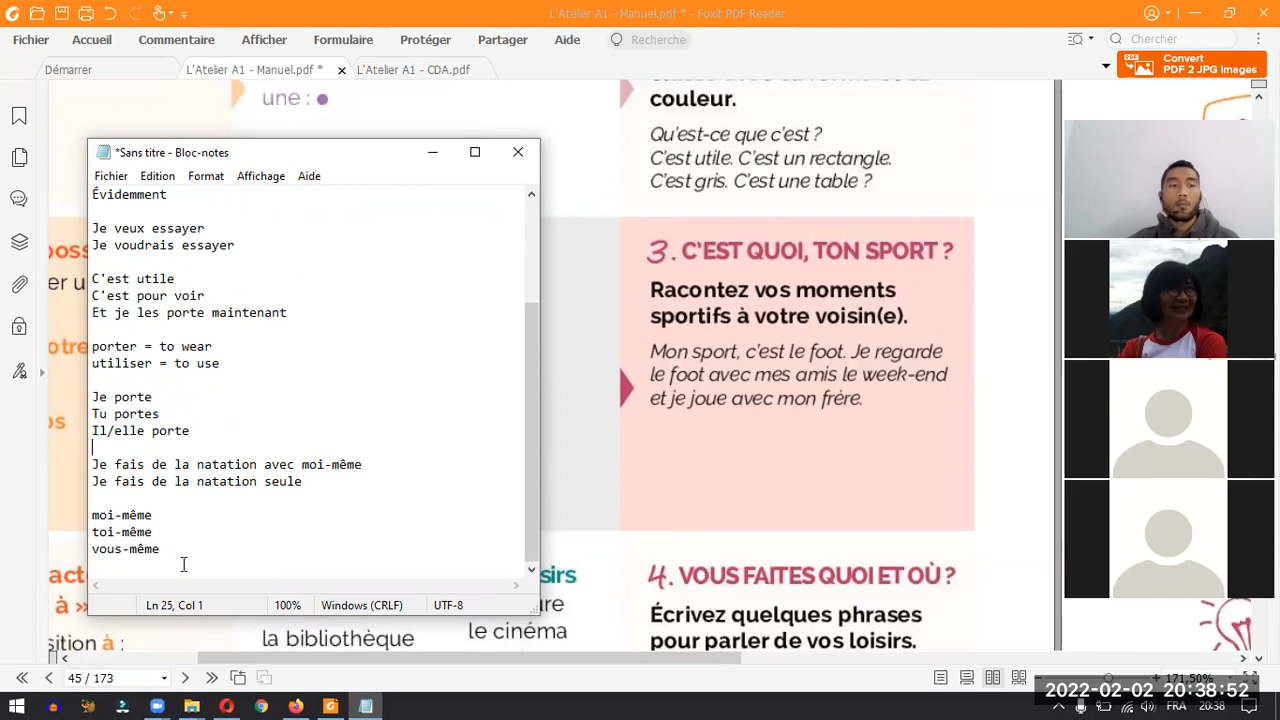 L'Atelier A1 - Manuel.pdf * - Foxit PDF Reader
Fichier Accueil Commentaire Afficher Formulaire Protéger Partager Aide Recherche Chercher
Démarrer L'Atelier A1 - Manuel.pdf * L'Atelier A1 - CDA.pdf
Convert
PDF 2 JPG Images
une :
couleur.
Qu'est-ce que c'est ?
C'est utile. C'est un rectangle.
C'est gris. C'est une table ?
*Sans titre - Bloc-notes
Fichier Edition Format Affichage Aide
Évidemment
Je veux essayer
Je voudrais essayer
C'est utile
C'est pour voir
Et je les porte maintenant
porter = to wear
utiliser = to use
Je porte
Tu portes
Il/elle porte
Je fais de la natation avec moi-même
Je fais de la natation seule
moi-même
toi-même
vous-même
Ln 25, Col 1 100% Windows (CRLF) UTF-8
3. C'EST QUOI, TON SPORT ?
Racontez vos moments
sportifs à votre voisin(e).
Mon sport, c'est le foot. Je regarde
le foot avec mes amis le week-end
et je joue avec mon frère.
la bibliothèque
le cinéma
4. VOUS FAITES QUOI ET OÙ ?
Écrivez quelques phrases
pour parler de vos loisirs.
45 / 173
171,50%
2022-02-02 20:38:52
FRA 20:38